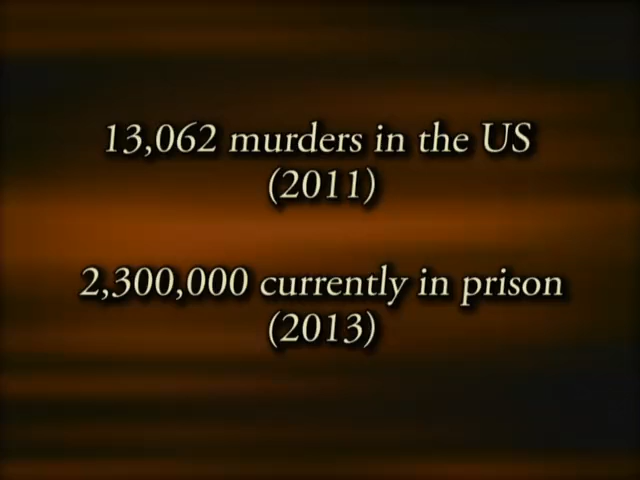 13,062 murders in the US
(2011)
2,300,000 currently in prison
(2013)